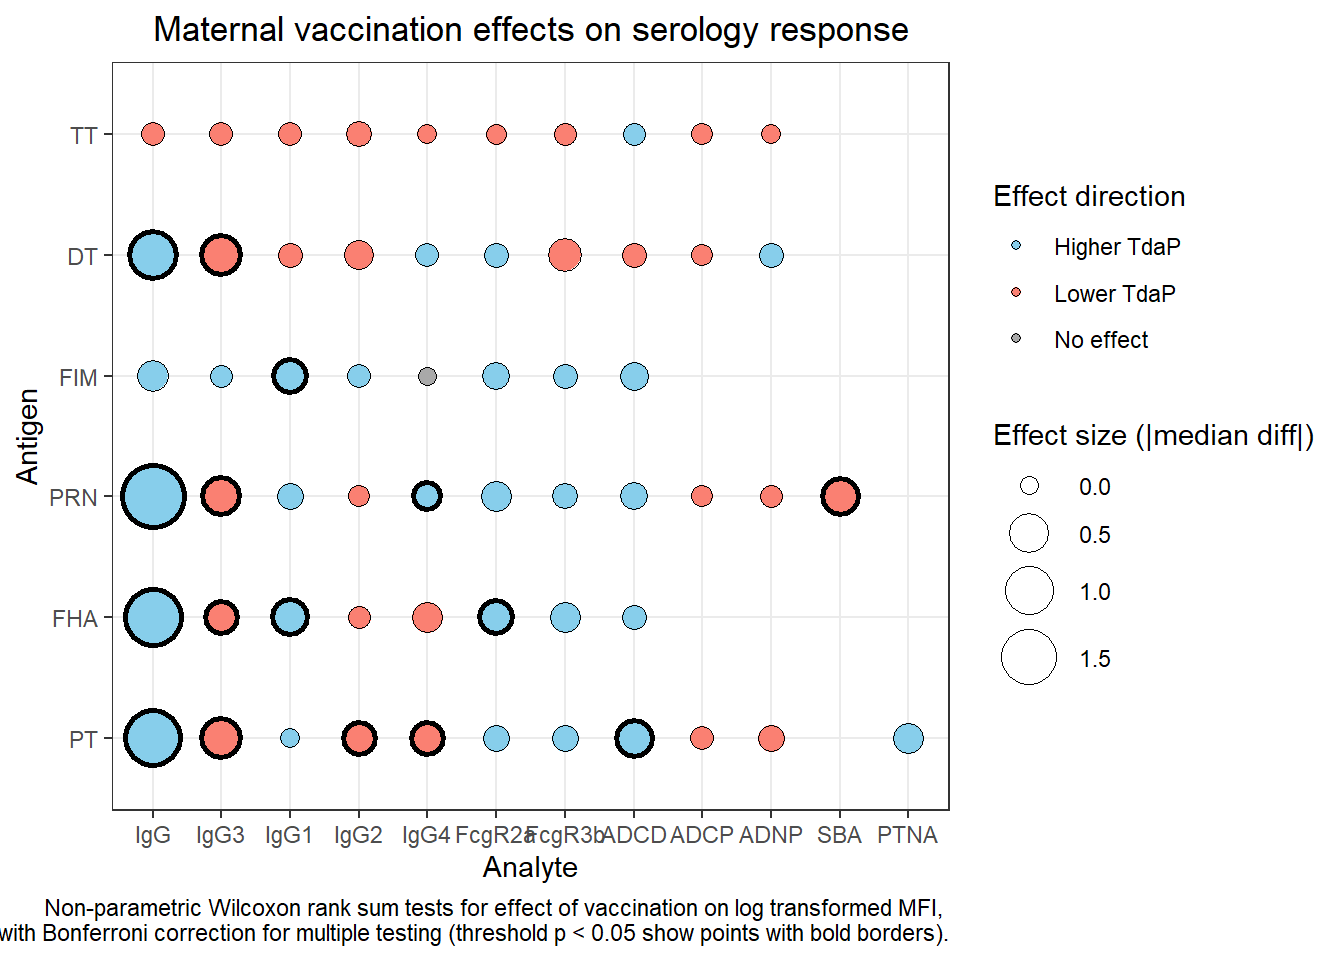 Maternal vaccination effects on serology response
TT
DT
FIM
PRN
FHA
PT
Antigen
IgG IgG3 IgG1 IgG2 IgG4 FcgR2a FcgR3b ADCD ADCP ADNP SBA PTNA
Analyte
Effect direction
Higher TdaP
Lower TdaP
No effect
Effect size (|median diff|)
0.0
0.5
1.0
1.5
Non-parametric Wilcoxon rank sum tests for effect of vaccination on log transformed MFI,
with Bonferroni correction for multiple testing (threshold p < 0.05 show points with bold borders).